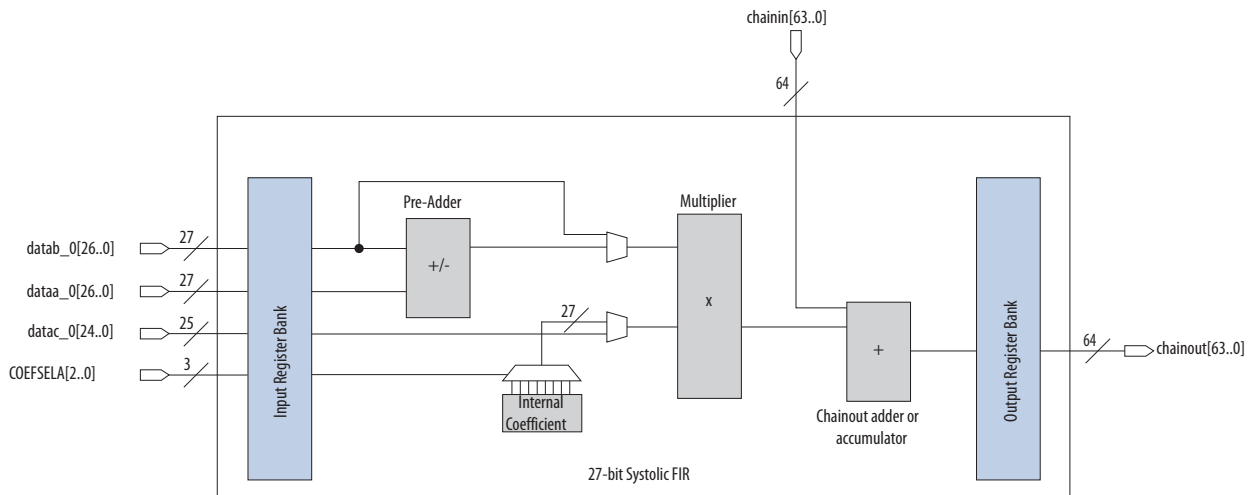 chainin[63..0]
64
Pre-Adder
Multiplier
datab_0[26..0]
27
+/-
dataa_0[26..0]
27
x
27
datac_0[24..0]
25
COEFSELA[2..0]
3
Input Register Bank
Internal
Coefficient
+
Chainout adder or
accumulator
Output Register Bank
64
chainout[63..0]
27-bit Systolic FIR